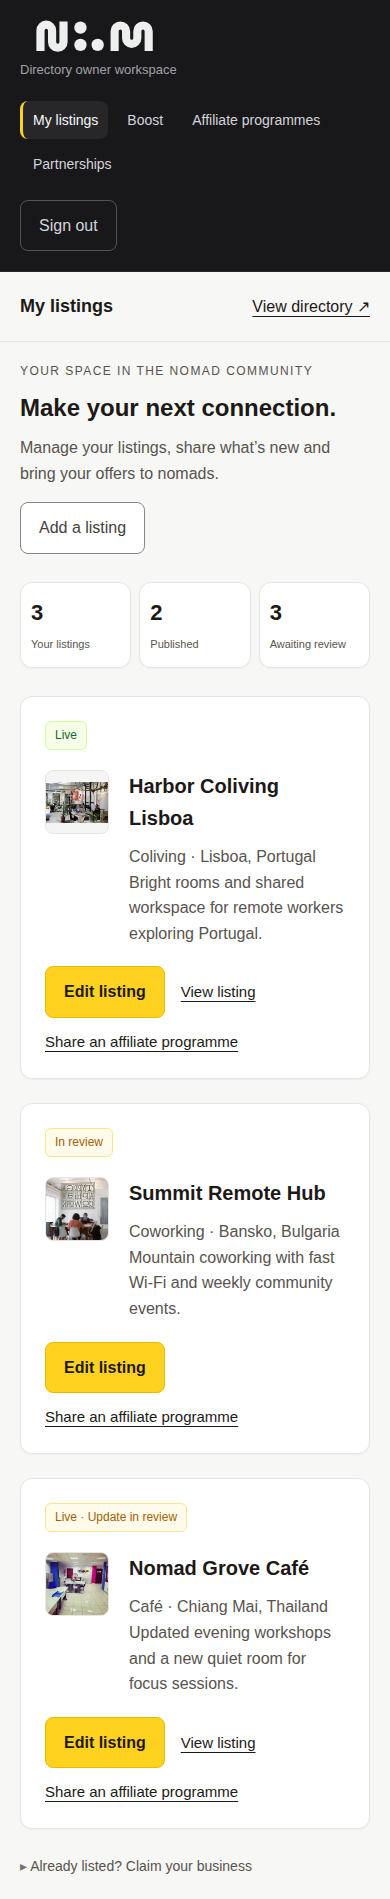 N:.M
Directory owner workspace
My listings Boost Affiliate programmes
Partnerships
Sign out
My listings View directory ↗
YOUR SPACE IN THE NOMAD COMMUNITY
Make your next connection.
Manage your listings, share what’s new and
bring your offers to nomads.
Add a listing
3 2 3
Your listings Published Awaiting review
Live
Harbor Coliving
Lisboa
Coliving · Lisboa, Portugal
Bright rooms and shared
workspace for remote workers
exploring Portugal.
Edit listing View listing
Share an affiliate programme
In review
Summit Remote Hub
Coworking · Bansko, Bulgaria
Mountain coworking with fast
Wi-Fi and weekly community
events.
Edit listing
Share an affiliate programme
Live · Update in review
Nomad Grove Café
Café · Chiang Mai, Thailand
Updated evening workshops
and a new quiet room for
focus sessions.
Edit listing View listing
Share an affiliate programme
▸ Already listed? Claim your business